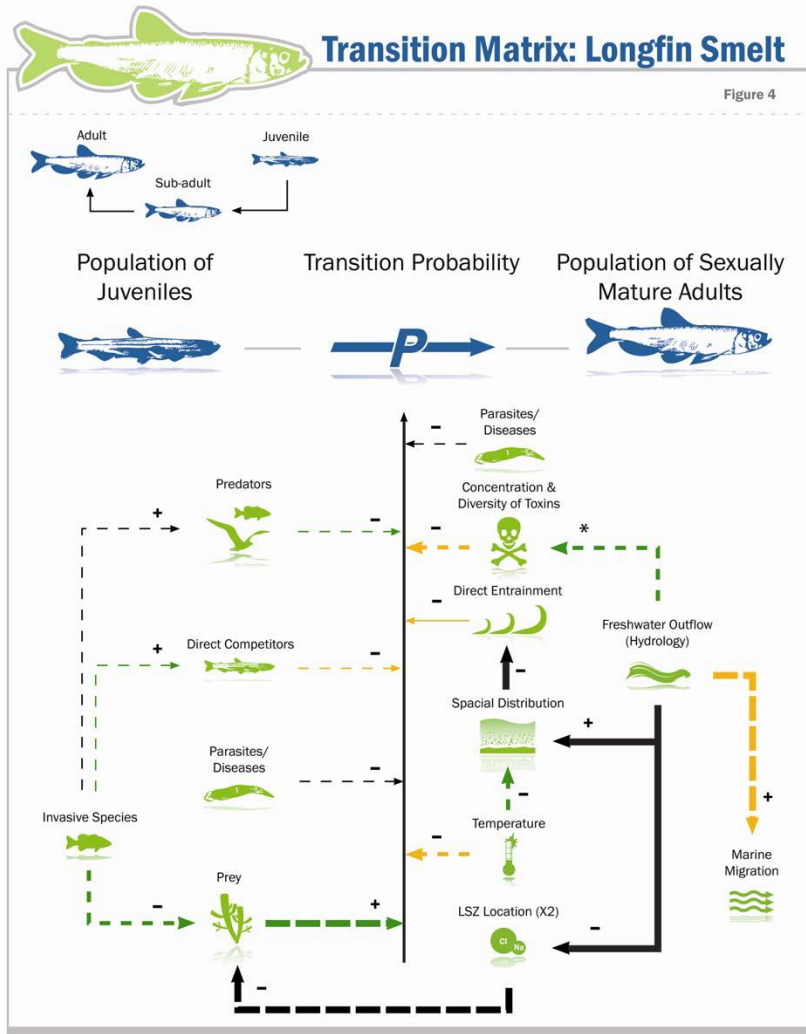 Transition Matrix: Longfin Smelt
Figure 4
Adult
Juvenile
Sub-adult
Population of
Juveniles
Transition Probability
Population of Sexually
Mature Adults
P
Parasites/
Diseases
-
Predators
+
-
Concentration &
Diversity of Toxins
-
*
Direct Entrainment
-
Freshwater Outflow
(Hydrology)
Direct Competitors
+
-
-
Spacial Distribution
+
Parasites/
Diseases
-
-
Temperature
-
+
Invasive Species
Marine
Migration
Prey
-
+
LSZ Location (X2)
Cl
Na
-
-